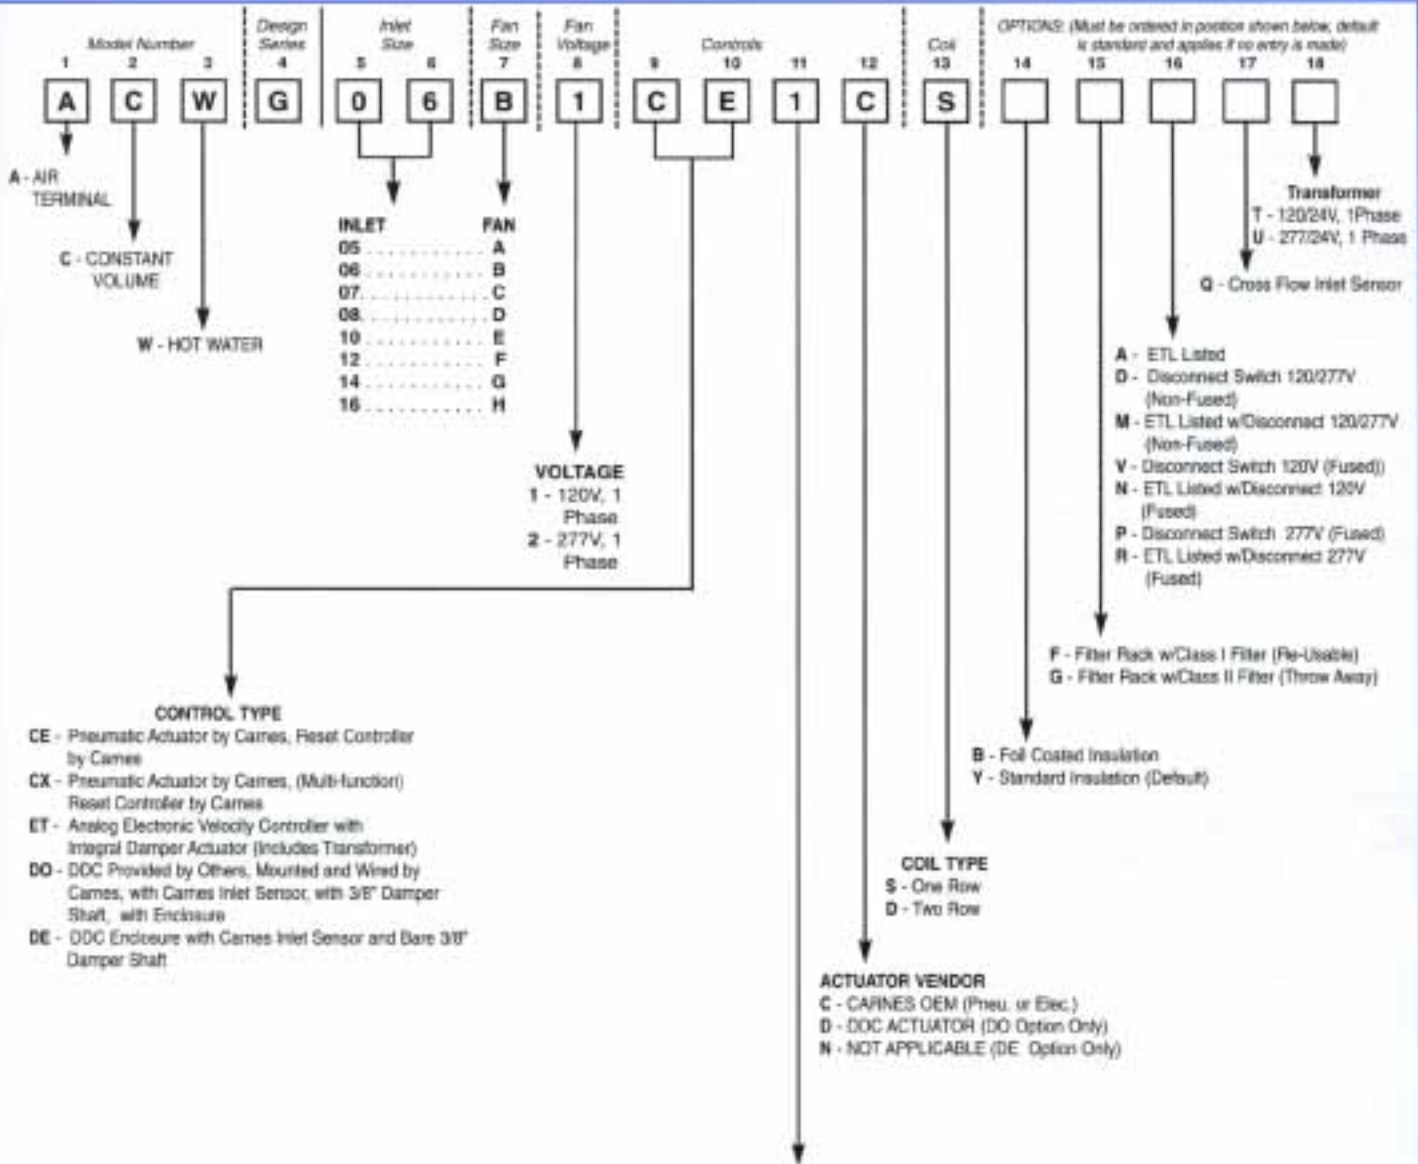 Model Number
Design Series
Inlet Size
Fan Size
Fan Voltage
Controls
Coil
OPTIONS: (Must be ordered in position shown below, default
is standard and applies if no entry is made)
1 2 3 4 5 6 7 8 9 10 11 12 13 14 15 16 17 18
A C W G 0 6 B 1 C E 1 C S
A - AIR
TERMINAL
C - CONSTANT
VOLUME
W - HOT WATER
INLET FAN
05 . . . . . . . . . . . A
06 . . . . . . . . . . . B
07 . . . . . . . . . . . C
08 . . . . . . . . . . . D
10 . . . . . . . . . . . E
12 . . . . . . . . . . . F
14 . . . . . . . . . . . G
16 . . . . . . . . . . . H
VOLTAGE
1 - 120V, 1
Phase
2 - 277V, 1
Phase
Transformer
T - 120/24V, 1Phase
U - 277/24V, 1 Phase
Q - Cross Flow Inlet Sensor
A - ETL Listed
D - Disconnect Switch 120/277V
(Non-Fused)
M - ETL Listed w/Disconnect 120/277V
(Non-Fused)
V - Disconnect Switch 120V (Fused))
N - ETL Listed w/Disconnect 120V
(Fused)
P - Disconnect Switch 277V (Fused)
R - ETL Listed w/Disconnect 277V
(Fused)
F - Filter Rack w/Class I Filter (Re-Usable)
G - Filter Rack w/Class II Filter (Throw Away)
B - Foil Coated Insulation
Y - Standard Insulation (Default)
CONTROL TYPE
CE - Pneumatic Actuator by Carnes, Reset Controller
by Carnes
CX - Pneumatic Actuator by Carnes, (Multi-function)
Reset Controller by Carnes
ET - Analog Electronic Velocity Controller with
Integral Damper Actuator (Includes Transformer)
DO - DDC Provided by Others, Mounted and Wired by
Carnes, with Carnes Inlet Sensor, with 3/8" Damper
Shaft, with Enclosure
DE - DDC Enclosure with Carnes Inlet Sensor and Bare 3/8"
Damper Shaft
COIL TYPE
S - One Row
D - Two Row
ACTUATOR VENDOR
C - CARNES OEM (Pneu. or Elec.)
D - DDC ACTUATOR (DO Option Only)
N - NOT APPLICABLE (DE Option Only)